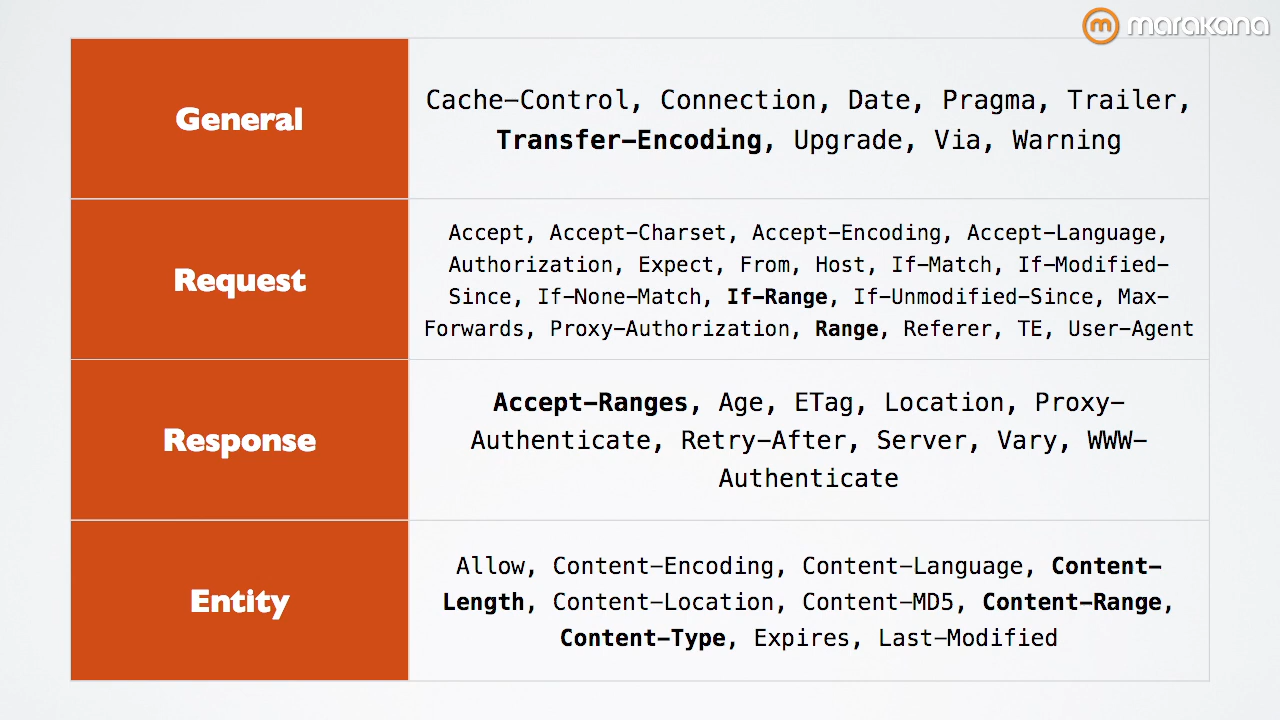 marakana
General
Cache-Control, Connection, Date, Pragma, Trailer,
Transfer-Encoding, Upgrade, Via, Warning
Request
Accept, Accept-Charset, Accept-Encoding, Accept-Language,
Authorization, Expect, From, Host, If-Match, If-Modified-
Since, If-None-Match, If-Range, If-Unmodified-Since, Max-
Forwards, Proxy-Authorization, Range, Referer, TE, User-Agent
Response
Accept-Ranges, Age, ETag, Location, Proxy-
Authenticate, Retry-After, Server, Vary, WWW-
Authenticate
Entity
Allow, Content-Encoding, Content-Language, Content-
Length, Content-Location, Content-MD5, Content-Range,
Content-Type, Expires, Last-Modified